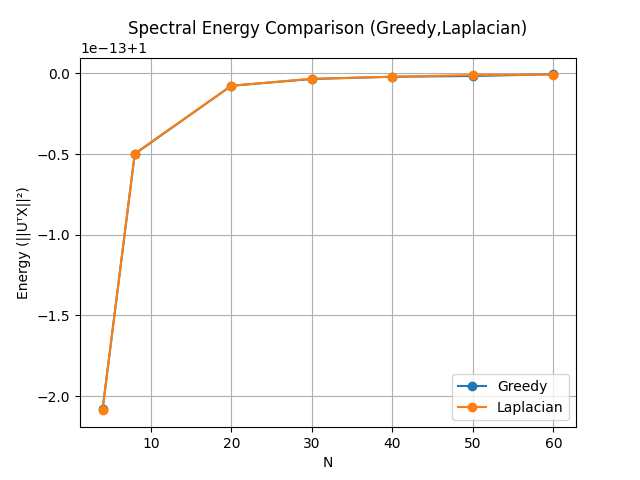 Spectral Energy Comparison (Greedy,Laplacian)
1e−13+1
0.0
−0.5
−1.0
−1.5
−2.0
Energy (||UᵀX||²)
10 20 30 40 50 60
N
Greedy
Laplacian